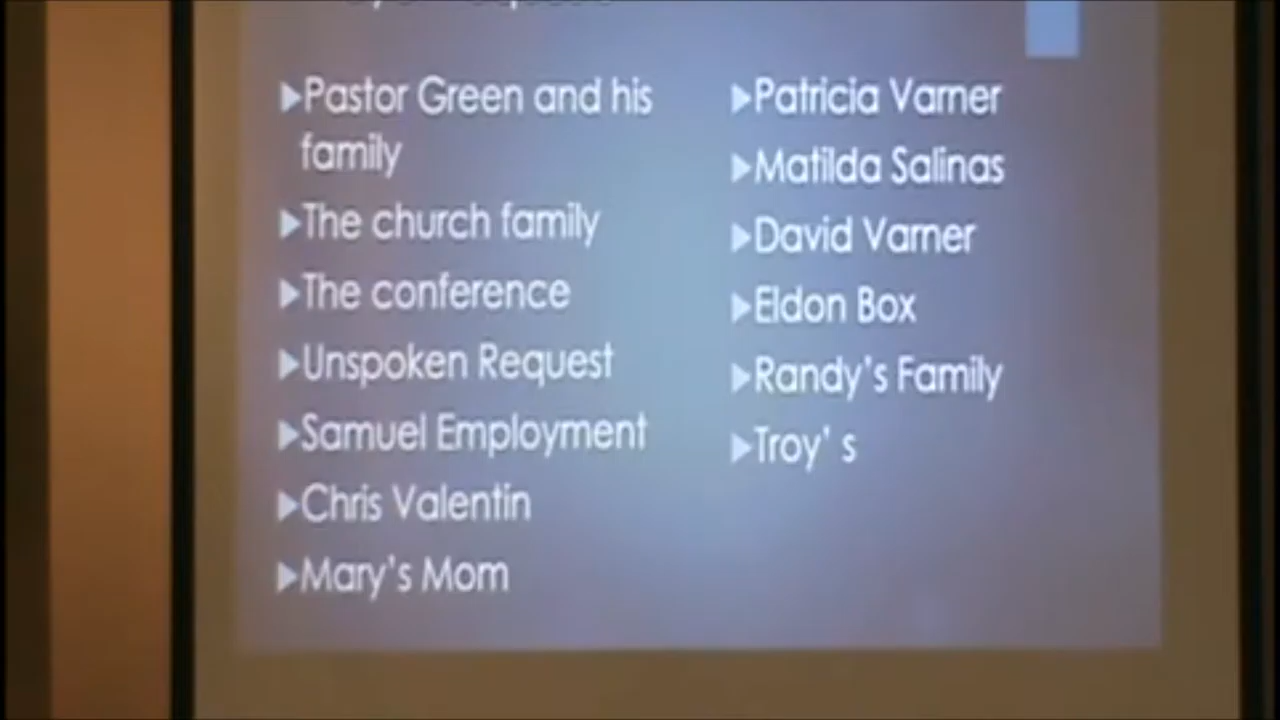 Pastor Green and his
family
The church family
The conference
Unspoken Request
Samuel Employment
Chris Valentin
Mary's Mom
Patricia Varner
Matilda Salinas
David Varner
Eldon Box
Randy's Family
Troy' s